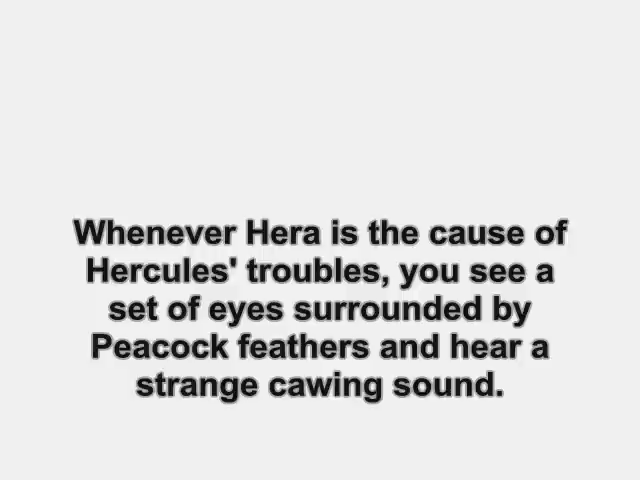 Whenever Hera is the cause of
Hercules' troubles, you see a
set of eyes surrounded by
Peacock feathers and hear a
strange cawing sound.